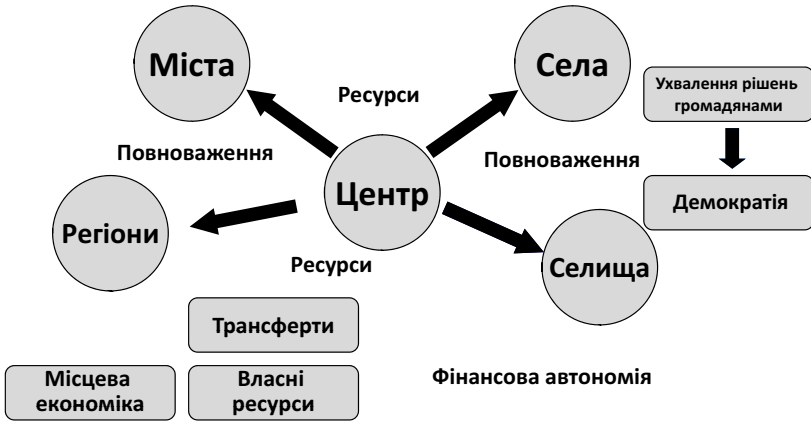 Міста
Села
Ресурси
Ухвалення рішень
громадянами
Повноваження
Повноваження
Центр
Демократія
Регіони
Ресурси
Селища
Трансферти
Місцева
економіка
Власні
ресурси
Фінансова автономія